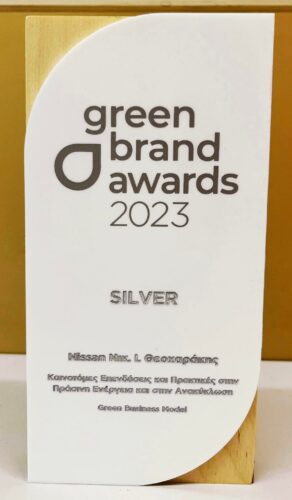 green
brand
awards
2023
SILVER
Nissan Νικ. Ι. Θεοχαράκης
Καινοτόμες Επενδύσεις και Πρακτικές στην
Πράσινη Ενέργεια και στην Ανακύκλωση
Green Business Model